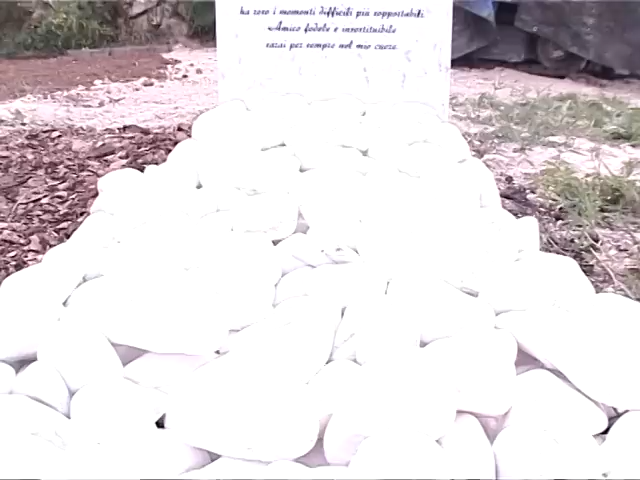 ha reso i momenti difficili più sopportabili.
Amico fedele e insostituibile
sarai per sempre nel mio cuore.